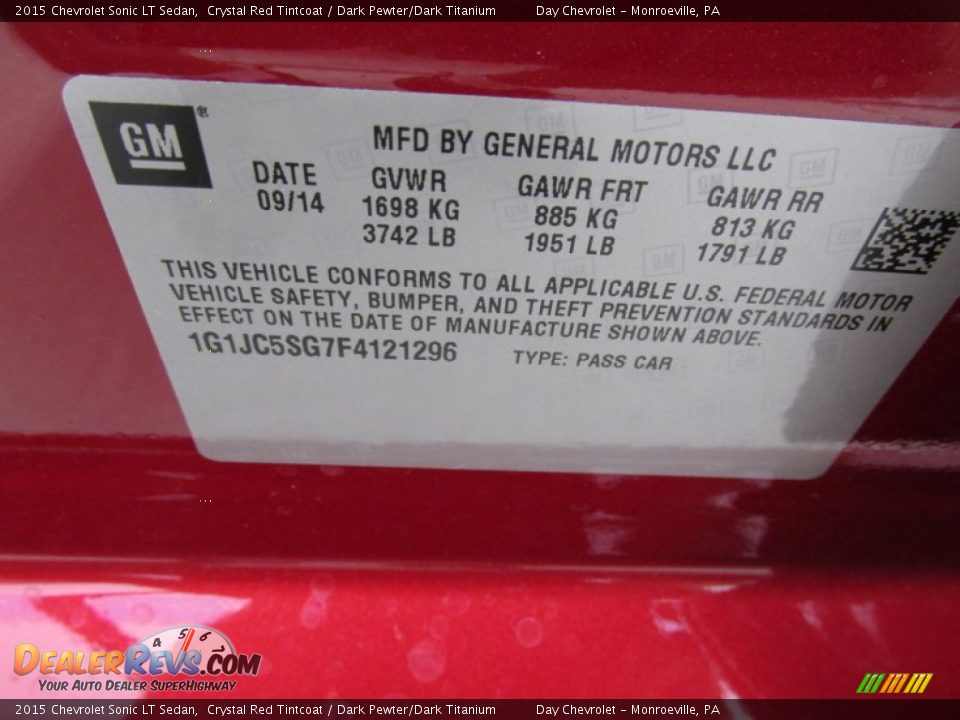 2015 Chevrolet Sonic LT Sedan,  Crystal Red Tintcoat / Dark Pewter/Dark Titanium    Day Chevrolet - Monroeville, PA
GM®
MFD BY GENERAL MOTORS LLC
DATE GVWR GAWR FRT GAWR RR
09/14 1698 KG 885 KG 813 KG
3742 LB 1951 LB 1791 LB
THIS VEHICLE CONFORMS TO ALL APPLICABLE U.S. FEDERAL MOTOR
VEHICLE SAFETY, BUMPER, AND THEFT PREVENTION STANDARDS IN
EFFECT ON THE DATE OF MANUFACTURE SHOWN ABOVE.
1G1JC5SG7F4121296 TYPE: PASS CAR
4 5 6
DealerRevs.com
Your Auto Dealer SuperHighway
2015 Chevrolet Sonic LT Sedan,  Crystal Red Tintcoat / Dark Pewter/Dark Titanium    Day Chevrolet - Monroeville, PA